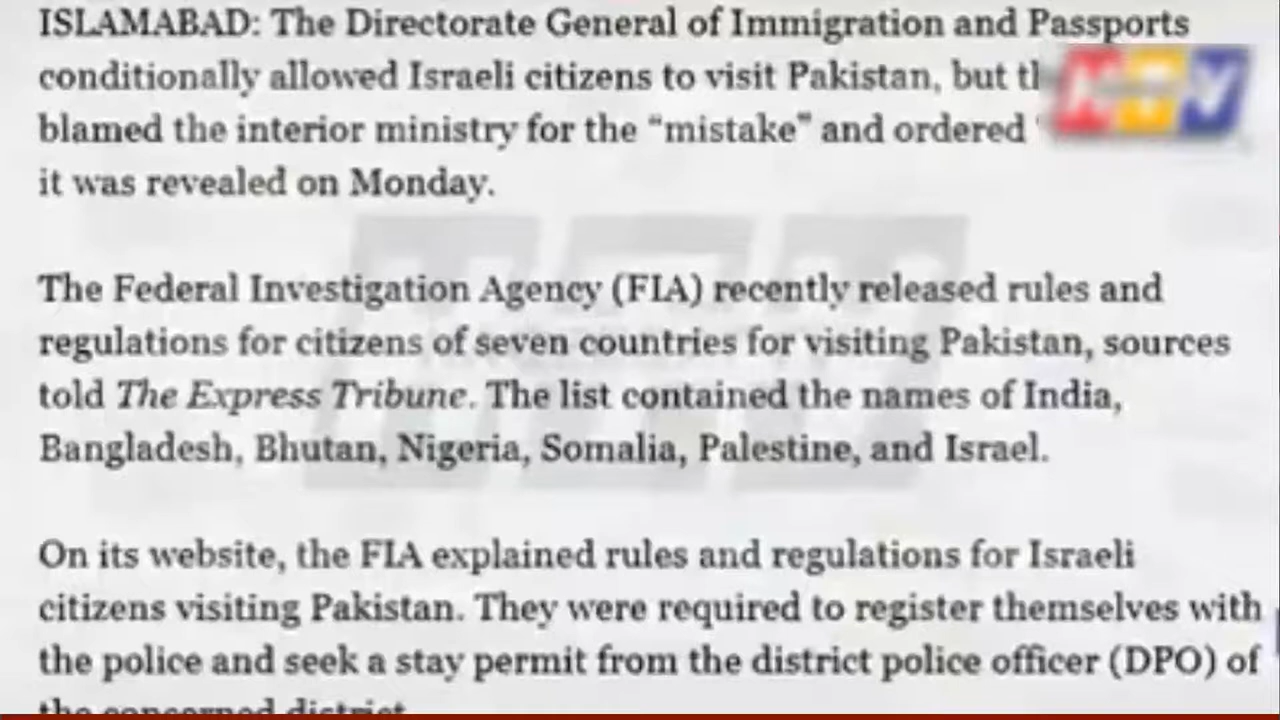 ISLAMABAD: The Directorate General of Immigration and Passports
conditionally allowed Israeli citizens to visit Pakistan, but
blamed the interior ministry for the “mistake” and ordered
it was revealed on Monday.
The Federal Investigation Agency (FIA) recently released rules and
regulations for citizens of seven countries for visiting Pakistan, sources
told The Express Tribune. The list contained the names of India,
Bangladesh, Bhutan, Nigeria, Somalia, Palestine, and Israel.
On its website, the FIA explained rules and regulations for Israeli
citizens visiting Pakistan. They were required to register themselves with
the police and seek a stay permit from the district police officer (DPO) of
the concerned district.